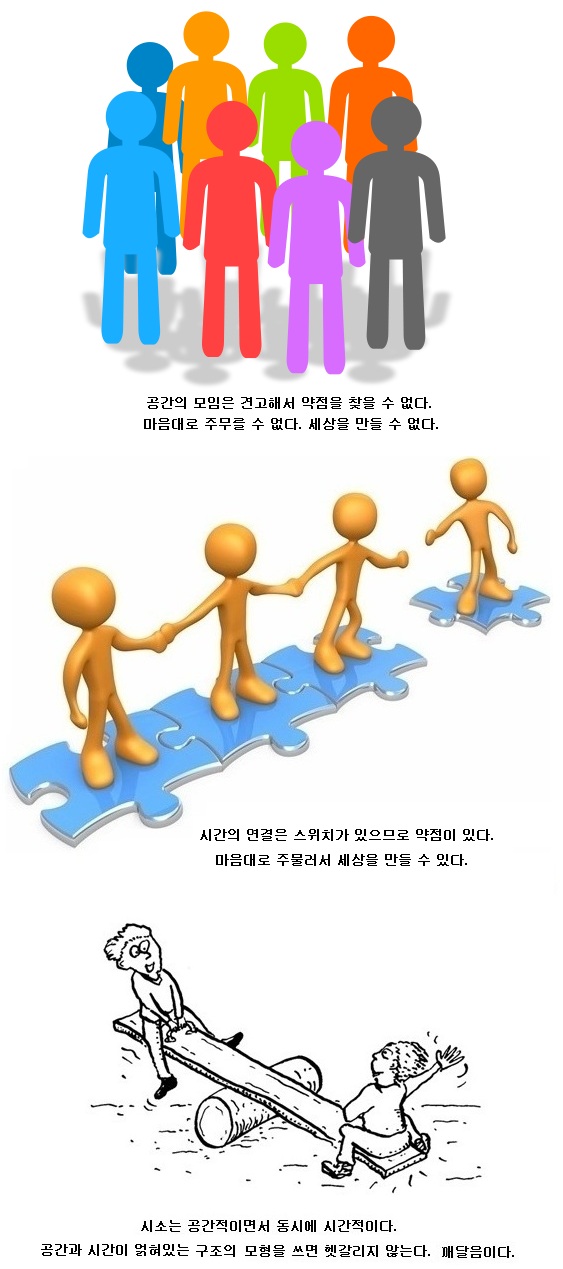 공간의 모임은 견고해서 약점을 찾을 수 없다.
마음대로 주무를 수 없다. 세상을 만들 수 없다.
시간의 연결은 스위치가 있으므로 약점이 있다.
마음대로 주물러서 세상을 만들 수 있다.
시소는 공간적이면서 동시에 시간적이다.
공간과 시간이 얽혀있는 구조의 모형을 쓰면 헷갈리지 않는다. 깨달음이다.